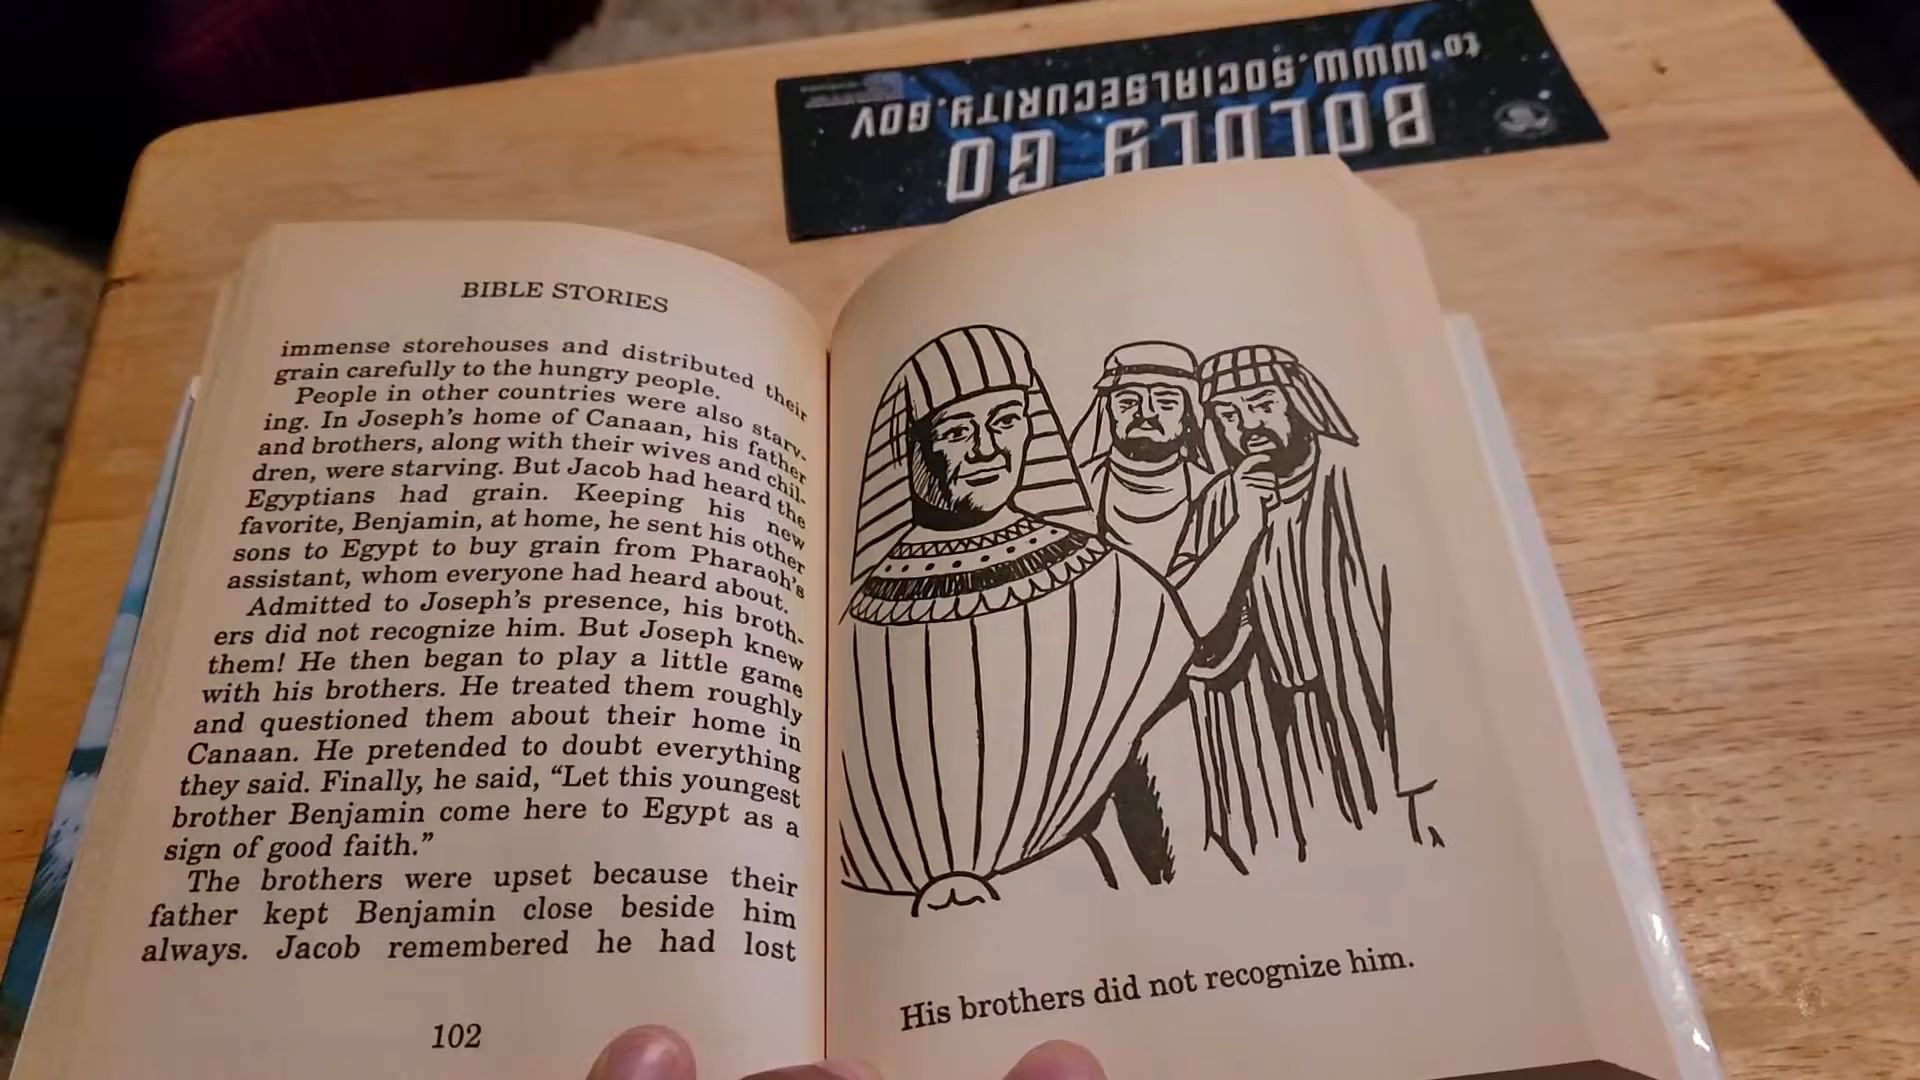 BOLDLY GO
to www.socialsecurity.gov
BIBLE STORIES
immense storehouses and distributed their
grain carefully to the hungry people.
People in other countries were also starv-
ing. In Joseph's home of Canaan, his father
and brothers, along with their wives and chil-
dren, were starving. But Jacob had heard the
Egyptians had grain. Keeping his new
favorite, Benjamin, at home, he sent his other
sons to Egypt to buy grain from Pharaoh's
assistant, whom everyone had heard about.
Admitted to Joseph's presence, his broth-
ers did not recognize him. But Joseph knew
them! He then began to play a little game
with his brothers. He treated them roughly
and questioned them about their home in
Canaan. He pretended to doubt everything
they said. Finally, he said, “Let this youngest
brother Benjamin come here to Egypt as a
sign of good faith.”
The brothers were upset because their
father kept Benjamin close beside him
always. Jacob remembered he had lost
102
His brothers did not recognize him.